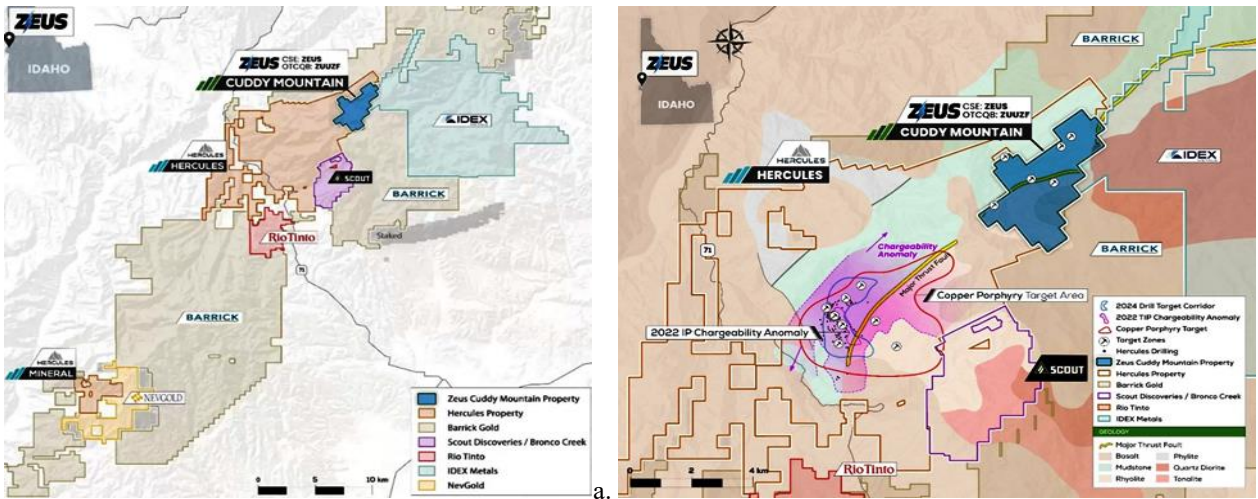 ZEUS
IDAHO
ZEUS
CSE: ZEUS
OTCQB: ZUUZF
CUDDY MOUNTAIN
IDEX
HERCULES
HERCULES
SCOUT
BARRICK
RioTinto
Staked
71
BARRICK
HERCULES
MINERAL
NEVGOLD
Zeus Cuddy Mountain Property
Hercules Property
Barrick Gold
Scout Discoveries / Bronco Creek
Rio Tinto
IDEX Metals
NevGold
0 5 10 km
a.
ZEUS
IDAHO
BARRICK
ZEUS
CSE: ZEUS
OTCQB: ZUUZF
CUDDY MOUNTAIN
IDEX
HERCULES
HERCULES
BARRICK
71
Chargeability
Anomaly
Major Thrust Fault
Copper Porphyry Target Area
2022 IP Chargeability Anomaly
SCOUT
RioTinto
0 2 4 km
2024 Drill Target Corridor
2022 TIP Chargeability Anomaly
Copper Porphyry Target
Target Zones
Hercules Drilling
Zeus Cuddy Mountain Property
Hercules Property
Barrick Gold
Scout Discoveries / Bronco Creek
Rio Tinto
IDEX Metals
GEOLOGY
Major Thrust Fault
Basalt
Phylite
Mudstone
Quartz Diorite
Rhyolite
Tonalite